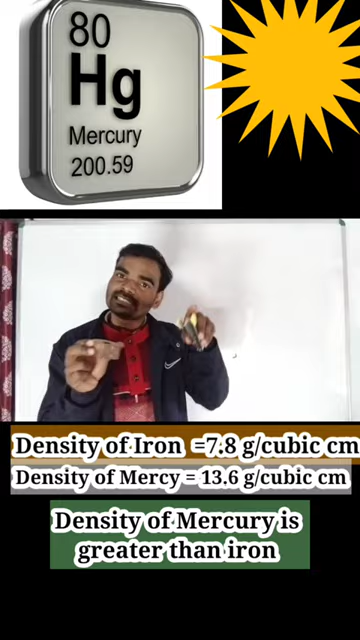 80
Hg
Mercury
200.59
Density of Iron =7.8 g/cubic cm
Density of Mercy = 13.6 g/cubic cm
Density of Mercury is
greater than iron